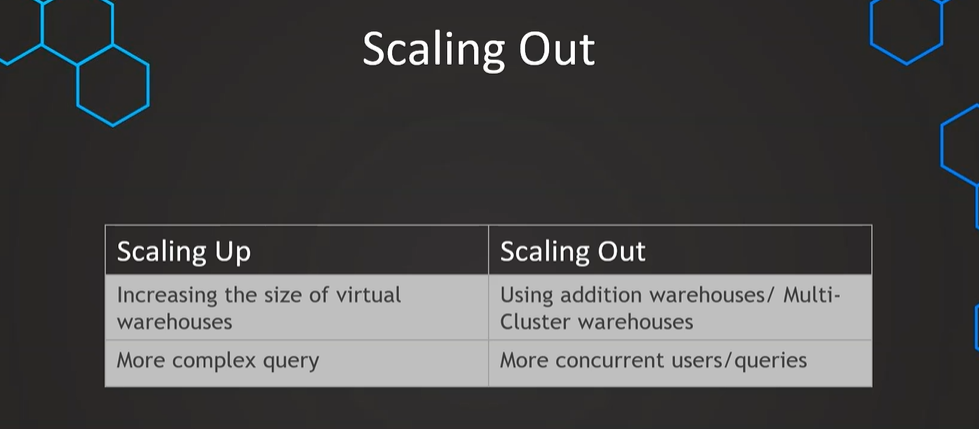 Scaling Out
Scaling Up
Scaling Out
Increasing the size of virtual
warehouses
Using addition warehouses/ Multi-
Cluster warehouses
More complex query
More concurrent users/queries